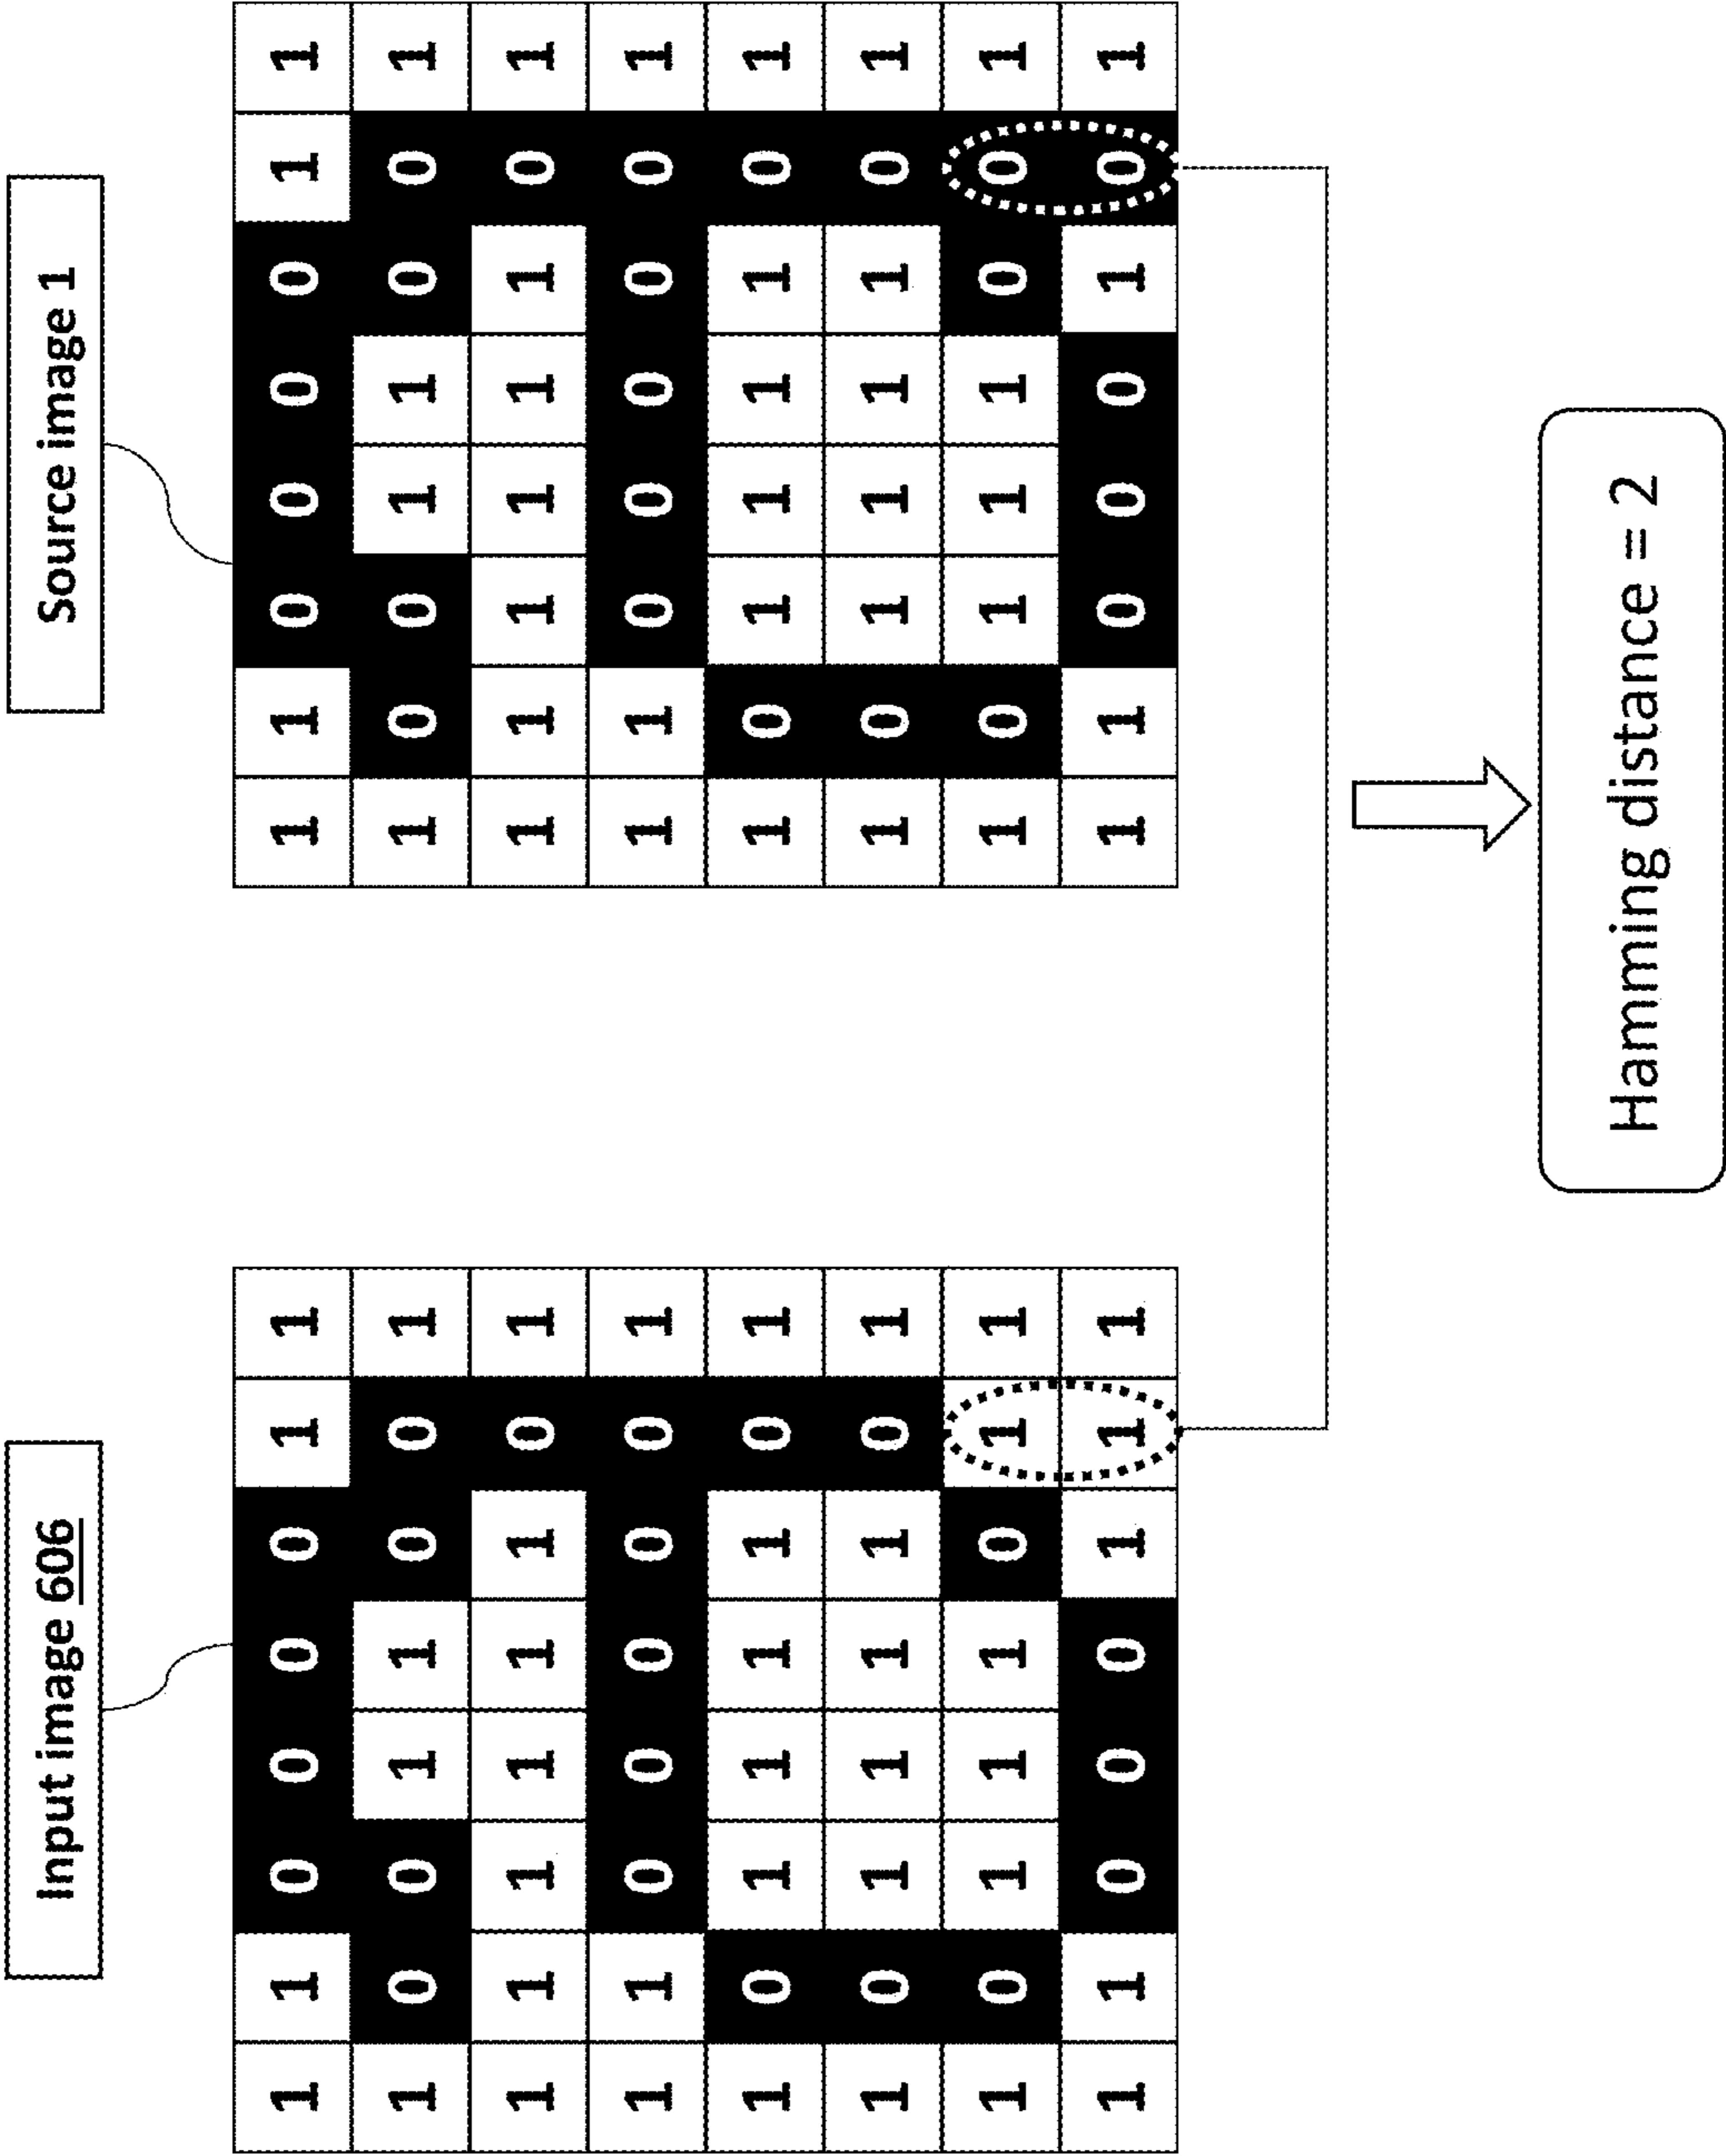 Input image 606
1 1 0 0 0 0 1 1
1 0 0 1 1 0 0 1
1 1 1 1 1 1 0 1
1 1 0 0 0 0 0 1
1 0 1 1 1 1 0 1
1 0 1 1 1 1 0 1
1 0 1 1 1 0 1 1
1 1 0 0 0 1 1 1
Source image 1
1 1 0 0 0 0 1 1
1 0 0 1 1 0 0 1
1 1 1 1 1 1 0 1
1 1 0 0 0 0 0 1
1 0 1 1 1 1 0 1
1 0 1 1 1 1 0 1
1 0 1 1 1 0 0 1
1 1 0 0 0 1 0 1
Hamming distance = 2